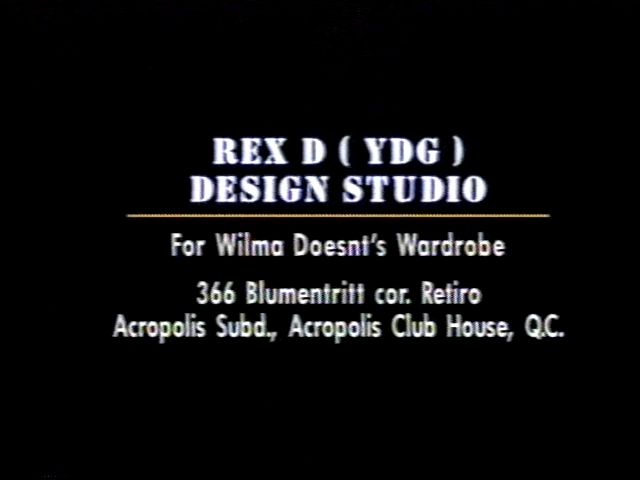 REX D ( YDG )
DESIGN STUDIO
For Wilma Doesnt's Wardrobe
366 Blumentritt cor. Retiro
Acropolis Subd., Acropolis Club House, Q.C.